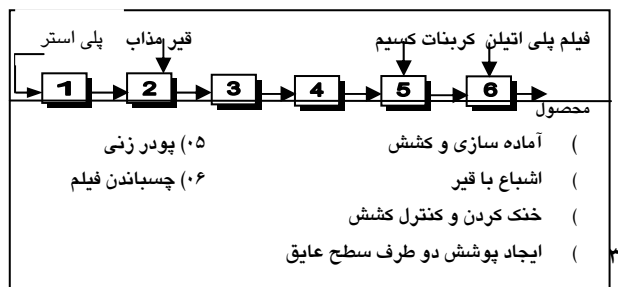 فیلم پلی اتیلن کربنات کسیم قیر مذاب پلی استر
1 2 3 4 5 6
محصول
) آماده سازی و کشش ۰۵) پودر زنی
) اشباع با قیر ۰۶) چسباندن فیلم
) خنک کردن و کنترل کشش
۳ ) ایجاد پوشش دو طرف سطح عایق